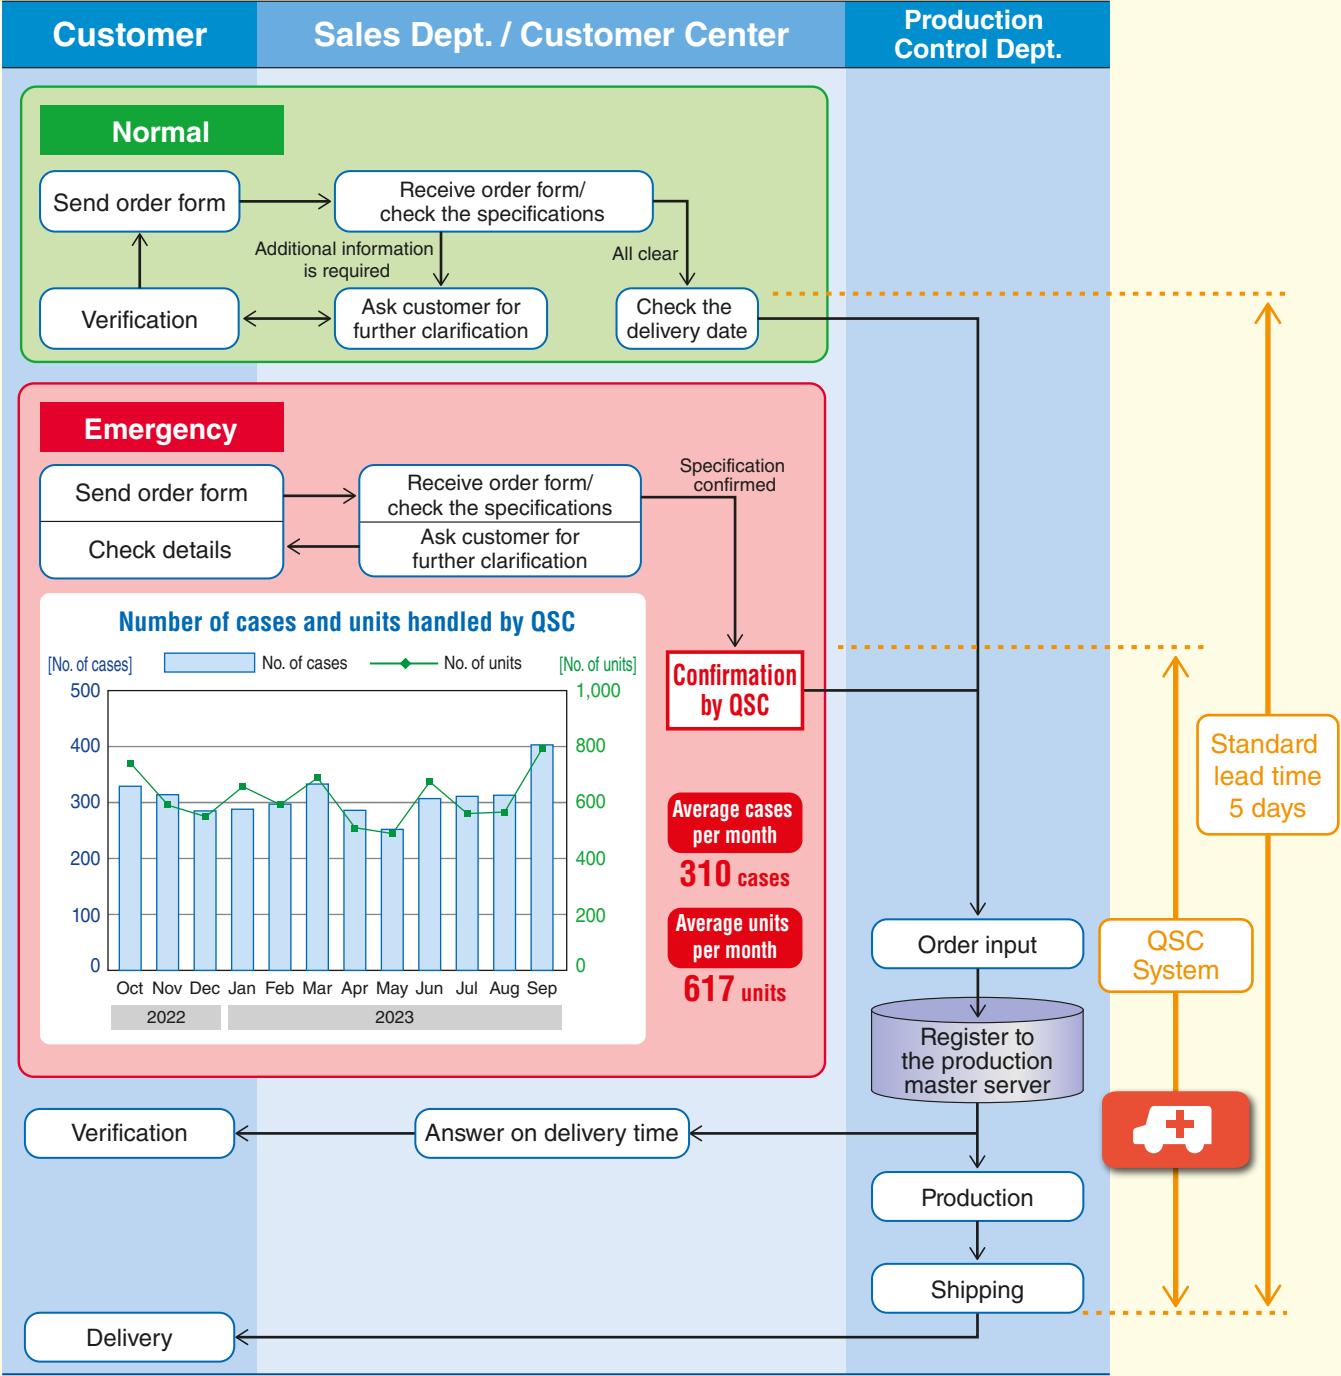 Customer
Sales Dept. / Customer Center
Production
Control Dept.
Normal
Send order form
Receive order form/
check the specifications
Additional information
is required
All clear
Verification
Ask customer for
further clarification
Check the
delivery date
Emergency
Send order form
Check details
Receive order form/
check the specifications
Ask customer for
further clarification
Specification
confirmed
Number of cases and units handled by QSC
[No. of cases]
No. of cases
No. of units
[No. of units]
500
400
300
200
100
0
1,000
800
600
400
200
0
Oct Nov Dec Jan Feb Mar Apr May Jun Jul Aug Sep
2022
2023
Confirmation
by QSC
Average cases
per month
310 cases
Average units
per month
617 units
Standard
lead time
5 days
Order input
QSC
System
Register to
the production
master server
Verification
Answer on delivery time
Production
Shipping
Delivery